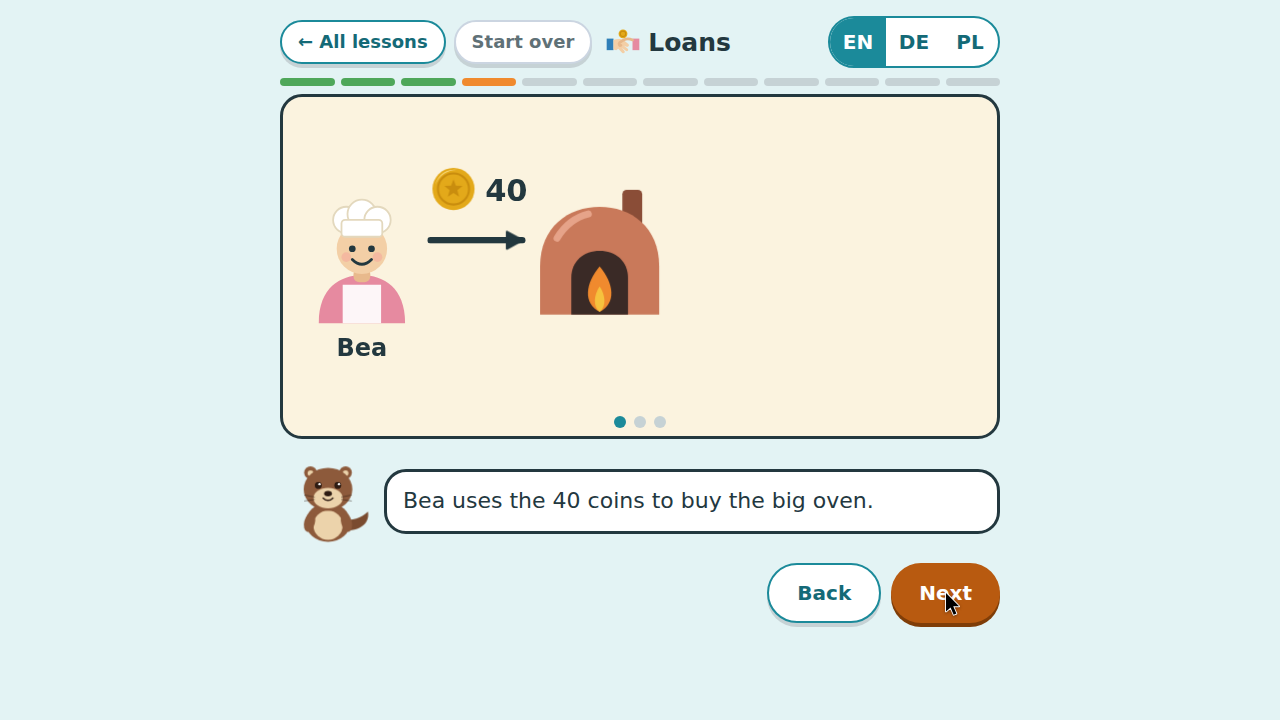 ← All lessons
Start over
Loans
EN
DE
PL
40
Bea
Bea uses the 40 coins to buy the big oven.
Back
Next